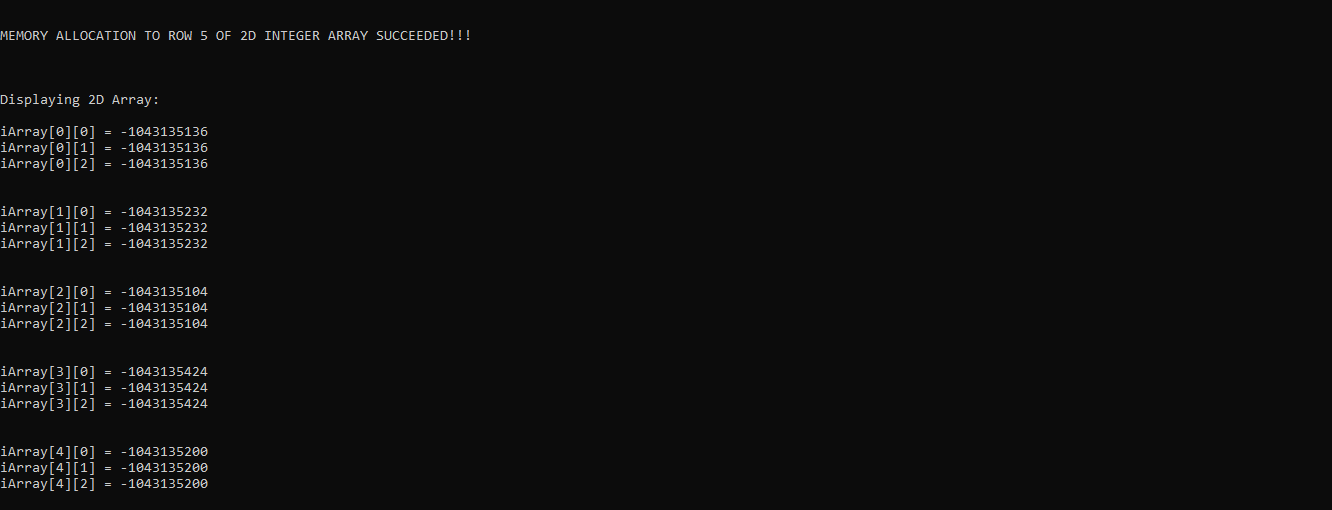 MEMORY ALLOCATION TO ROW 5 OF 2D INTEGER ARRAY SUCCEEDED!!!
Displaying 2D Array:
iArray[0][0] = -1043135136
iArray[0][1] = -1043135136
iArray[0][2] = -1043135136
iArray[1][0] = -1043135232
iArray[1][1] = -1043135232
iArray[1][2] = -1043135232
iArray[2][0] = -1043135104
iArray[2][1] = -1043135104
iArray[2][2] = -1043135104
iArray[3][0] = -1043135424
iArray[3][1] = -1043135424
iArray[3][2] = -1043135424
iArray[4][0] = -1043135200
iArray[4][1] = -1043135200
iArray[4][2] = -1043135200